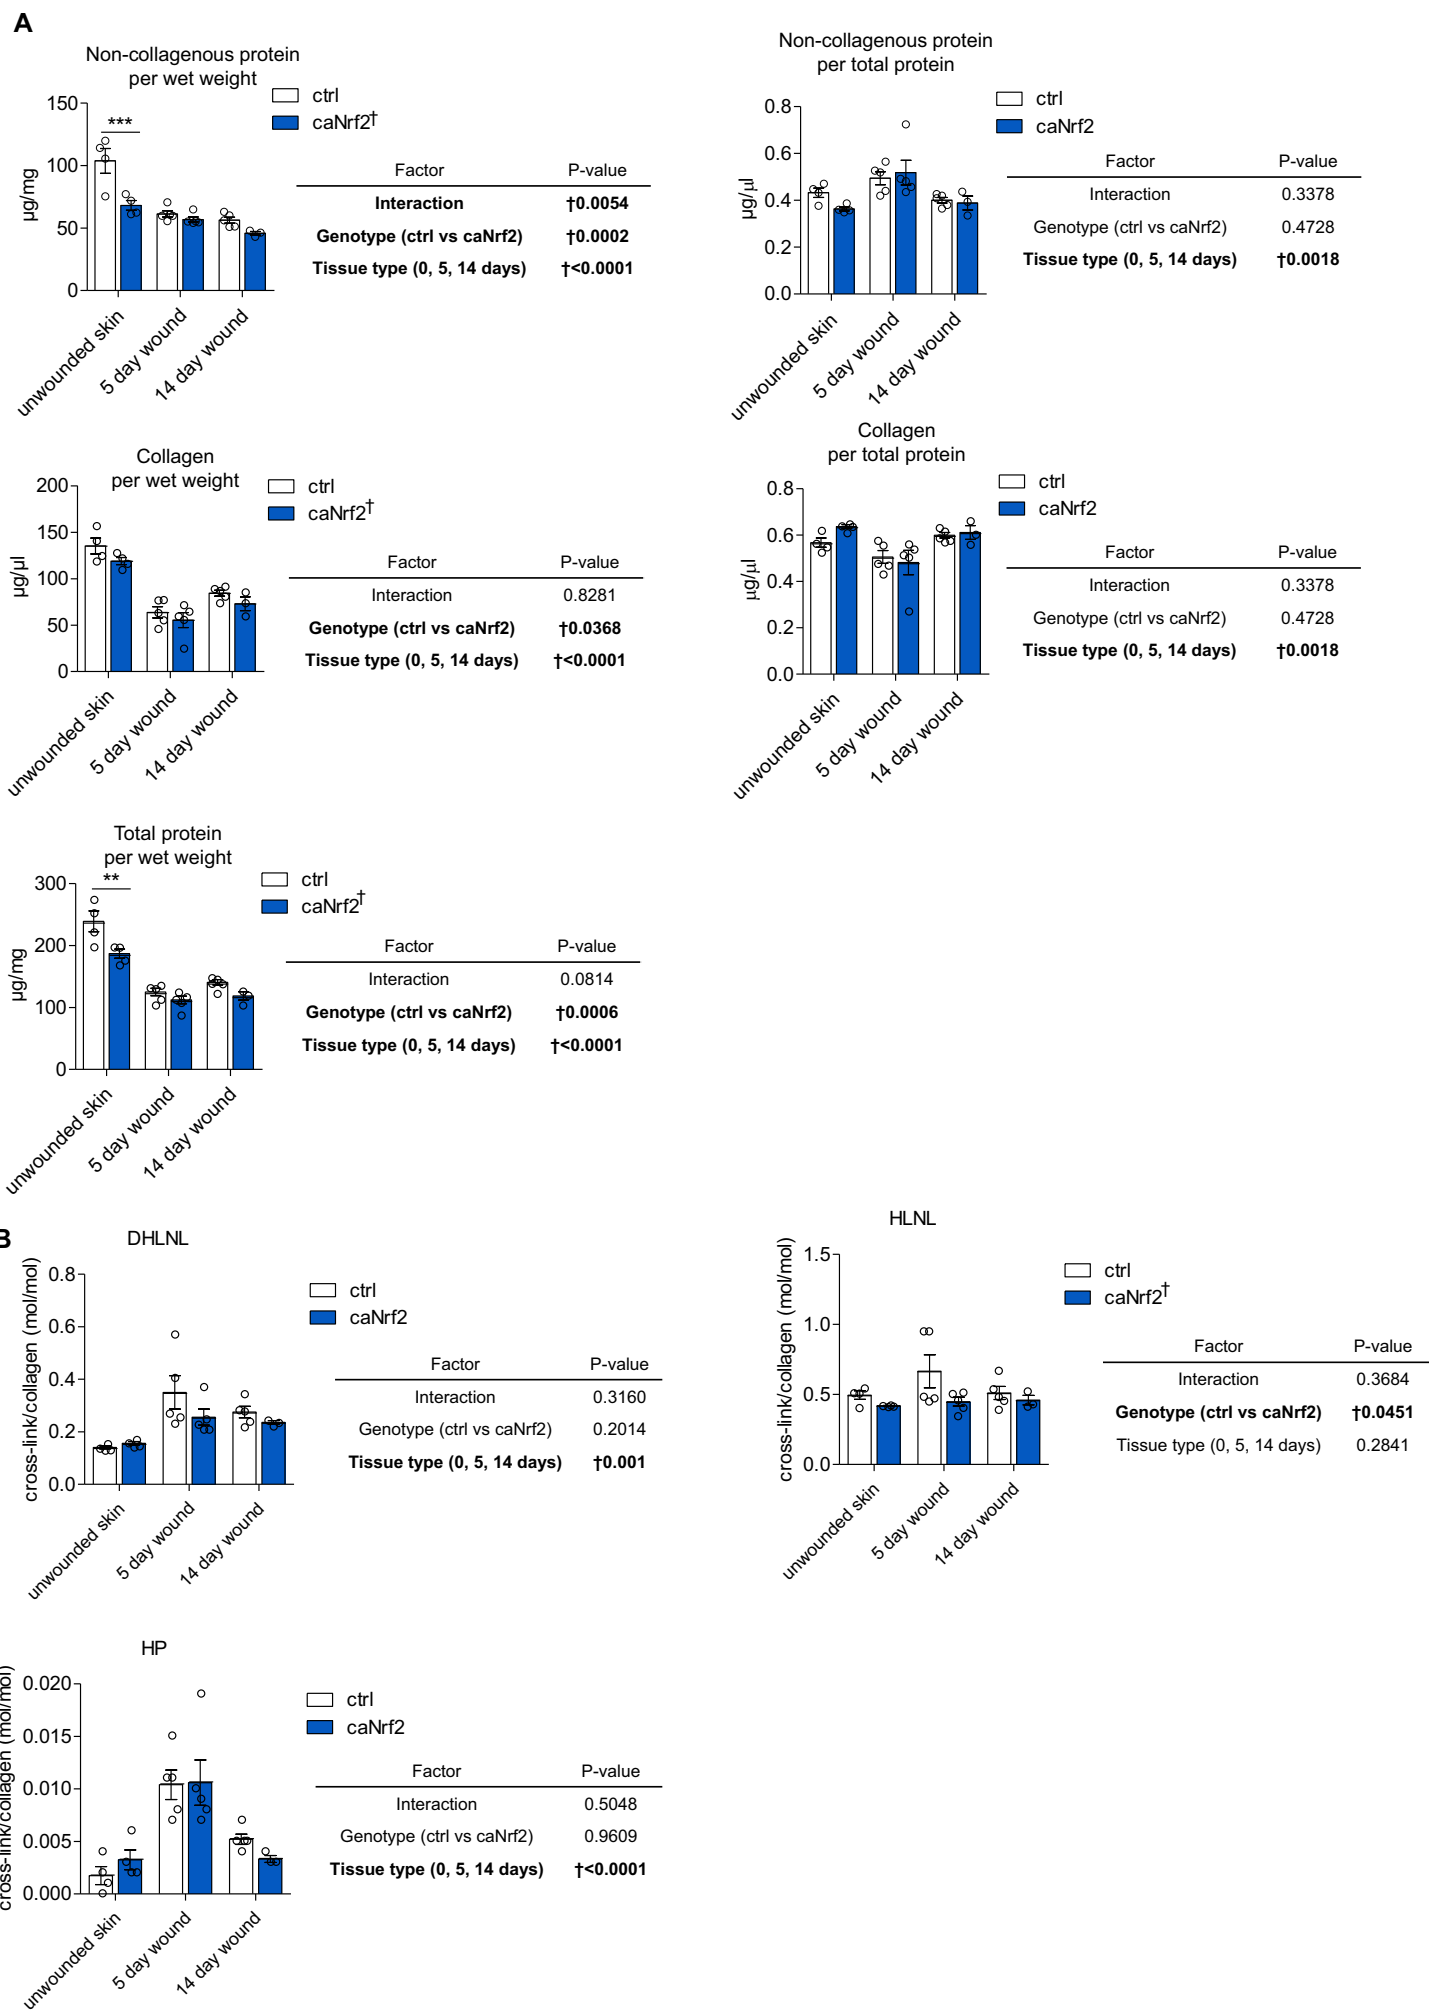 A
Non-collagenous protein
per wet weight
ctrl
caNrf2†
150
100
50
0
µg/mg
***
unwounded skin
5 day wound
14 day wound
Factor P-value
Interaction †0.0054
Genotype (ctrl vs caNrf2) †0.0002
Tissue type (0, 5, 14 days) †<0.0001
Non-collagenous protein
per total protein
ctrl
caNrf2
0.8
0.6
0.4
0.2
0.0
µg/µl
unwounded skin
5 day wound
14 day wound
Factor P-value
Interaction 0.3378
Genotype (ctrl vs caNrf2) 0.4728
Tissue type (0, 5, 14 days) †0.0018
Collagen
per wet weight
ctrl
caNrf2†
200
150
100
50
0
µg/µl
unwounded skin
5 day wound
14 day wound
Factor P-value
Interaction 0.8281
Genotype (ctrl vs caNrf2) †0.0368
Tissue type (0, 5, 14 days) †<0.0001
Collagen
per total protein
ctrl
caNrf2
0.8
0.6
0.4
0.2
0.0
µg/µl
unwounded skin
5 day wound
14 day wound
Factor P-value
Interaction 0.3378
Genotype (ctrl vs caNrf2) 0.4728
Tissue type (0, 5, 14 days) †0.0018
Total protein
per wet weight
ctrl
caNrf2†
300
200
100
0
µg/mg
**
unwounded skin
5 day wound
14 day wound
Factor P-value
Interaction 0.0814
Genotype (ctrl vs caNrf2) †0.0006
Tissue type (0, 5, 14 days) †<0.0001
B
DHLNL
ctrl
caNrf2
0.8
0.6
0.4
0.2
0.0
cross-link/collagen (mol/mol)
unwounded skin
5 day wound
14 day wound
Factor P-value
Interaction 0.3160
Genotype (ctrl vs caNrf2) 0.2014
Tissue type (0, 5, 14 days) †0.001
HLNL
ctrl
caNrf2†
1.5
1.0
0.5
0.0
cross-link/collagen (mol/mol)
unwounded skin
5 day wound
14 day wound
Factor P-value
Interaction 0.3684
Genotype (ctrl vs caNrf2) †0.0451
Tissue type (0, 5, 14 days) 0.2841
HP
ctrl
caNrf2
0.020
0.015
0.010
0.005
0.000
cross-link/collagen (mol/mol)
unwounded skin
5 day wound
14 day wound
Factor P-value
Interaction 0.5048
Genotype (ctrl vs caNrf2) 0.9609
Tissue type (0, 5, 14 days) †<0.0001